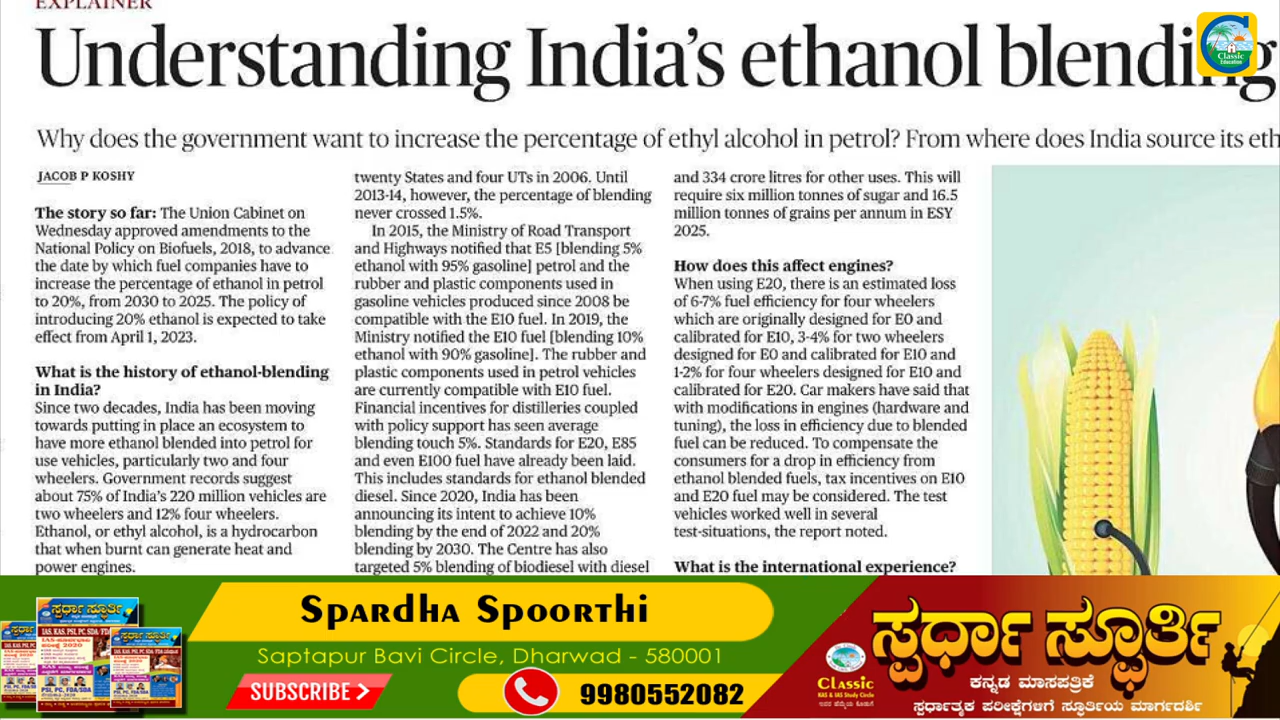 EXPLAINER
Understanding India's ethanol blending
Why does the government want to increase the percentage of ethyl alcohol in petrol? From where does India source its eth
JACOB P KOSHY
The story so far: The Union Cabinet on
Wednesday approved amendments to the
National Policy on Biofuels, 2018, to advance
the date by which fuel companies have to
increase the percentage of ethanol in petrol
to 20%, from 2030 to 2025. The policy of
introducing 20% ethanol is expected to take
effect from April 1, 2023.
What is the history of ethanol-blending
in India?
Since two decades, India has been moving
towards putting in place an ecosystem to
have more ethanol blended into petrol for
use vehicles, particularly two and four
wheelers. Government records suggest
about 75% of India's 220 million vehicles are
two wheelers and 12% four wheelers.
Ethanol, or ethyl alcohol, is a hydrocarbon
that when burnt can generate heat and
power engines.
twenty States and four UTs in 2006. Until
2013-14, however, the percentage of blending
never crossed 1.5%.
In 2015, the Ministry of Road Transport
and Highways notified that E5 [blending 5%
ethanol with 95% gasoline] petrol and the
rubber and plastic components used in
gasoline vehicles produced since 2008 be
compatible with the E10 fuel. In 2019, the
Ministry notified the E10 fuel [blending 10%
ethanol with 90% gasoline]. The rubber and
plastic components used in petrol vehicles
are currently compatible with E10 fuel.
Financial incentives for distilleries coupled
with policy support has seen average
blending touch 5%. Standards for E20, E85
and even E100 fuel have already been laid.
This includes standards for ethanol blended
diesel. Since 2020, India has been
announcing its intent to achieve 10%
blending by the end of 2022 and 20%
blending by 2030. The Centre has also
targeted 5% blending of biodiesel with diesel
and 334 crore litres for other uses. This will
require six million tonnes of sugar and 16.5
million tonnes of grains per annum in ESY
2025.
How does this affect engines?
When using E20, there is an estimated loss
of 6-7% fuel efficiency for four wheelers
which are originally designed for E0 and
calibrated for E10, 3-4% for two wheelers
designed for E0 and calibrated for E10 and
1-2% for four wheelers designed for E10 and
calibrated for E20. Car makers have said that
with modifications in engines (hardware and
tuning), the loss in efficiency due to blended
fuel can be reduced. To compensate the
consumers for a drop in efficiency from
ethanol blended fuels, tax incentives on E10
and E20 fuel may be considered. The test
vehicles worked well in several
test-situations, the report noted.
What is the international experience?
Classic
Education
Spardha Spoorthi
Saptapur Bavi Circle, Dharwad - 580001
SUBSCRIBE >
9980552082
ಸ್ಪರ್ಧಾ ಸ್ಫೂರ್ತಿ
ಕನ್ನಡ ಮಾಸಪತ್ರಿಕೆ
ಸ್ಪರ್ಧಾತ್ಮಕ ಪರೀಕ್ಷೆಗಳಿಗೆ ಸ್ಫೂರ್ತಿಯ ಮಾರ್ಗದರ್ಶಿ
Classic
KAS & IAS Study Circle
ಸ್ಪರ್ಧಾ ಸ್ಫೂರ್ತಿ